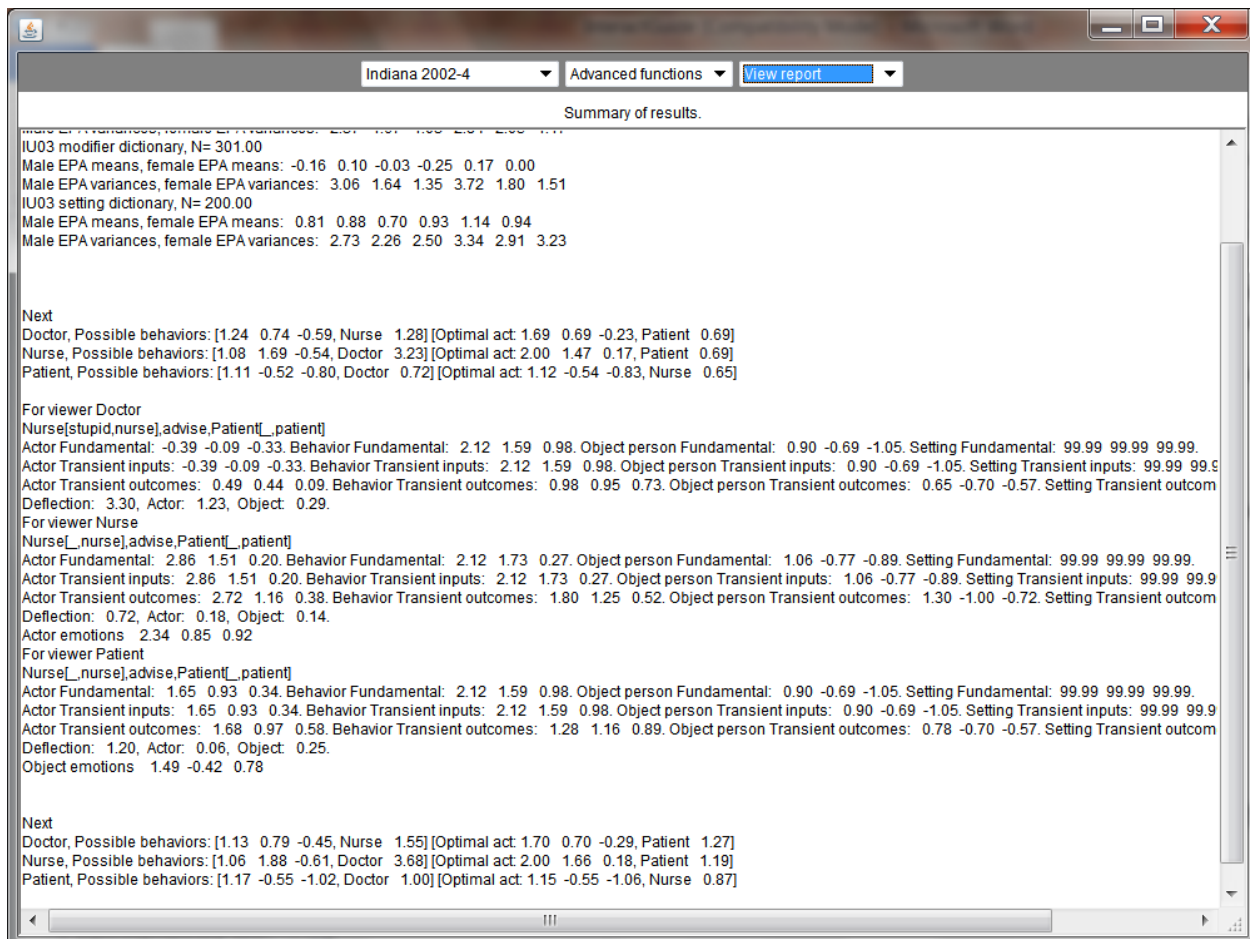 Indiana 2002-4 Advanced functions View report
Summary of results.
IU03 modifier dictionary, N= 301.00
Male EPA means, female EPA means: -0.16 0.10 -0.03 -0.25 0.17 0.00
Male EPA variances, female EPA variances: 3.06 1.64 1.35 3.72 1.80 1.51
IU03 setting dictionary, N= 200.00
Male EPA means, female EPA means: 0.81 0.88 0.70 0.93 1.14 0.94
Male EPA variances, female EPA variances: 2.73 2.26 2.50 3.34 2.91 3.23
Next
Doctor, Possible behaviors: [1.24 0.74 -0.59, Nurse 1.28] [Optimal act: 1.69 0.69 -0.23, Patient 0.69]
Nurse, Possible behaviors: [1.08 1.69 -0.54, Doctor 3.23] [Optimal act: 2.00 1.47 0.17, Patient 0.69]
Patient, Possible behaviors: [1.11 -0.52 -0.80, Doctor 0.72] [Optimal act: 1.12 -0.54 -0.83, Nurse 0.65]
For viewer Doctor
Nurse[stupid,nurse],advise,Patient[_,patient]
Actor Fundamental: -0.39 -0.09 -0.33. Behavior Fundamental: 2.12 1.59 0.98. Object person Fundamental: 0.90 -0.69 -1.05. Setting Fundamental: 99.99 99.99 99.99.
Actor Transient inputs: -0.39 -0.09 -0.33. Behavior Transient inputs: 2.12 1.59 0.98. Object person Transient inputs: 0.90 -0.69 -1.05. Setting Transient inputs: 99.99 99.9
Actor Transient outcomes: 0.49 0.44 0.09. Behavior Transient outcomes: 0.98 0.95 0.73. Object person Transient outcomes: 0.65 -0.70 -0.57. Setting Transient outcom
Deflection: 3.30, Actor: 1.23, Object: 0.29.
For viewer Nurse
Nurse[_,nurse],advise,Patient[_,patient]
Actor Fundamental: 2.86 1.51 0.20. Behavior Fundamental: 2.12 1.73 0.27. Object person Fundamental: 1.06 -0.77 -0.89. Setting Fundamental: 99.99 99.99 99.99.
Actor Transient inputs: 2.86 1.51 0.20. Behavior Transient inputs: 2.12 1.73 0.27. Object person Transient inputs: 1.06 -0.77 -0.89. Setting Transient inputs: 99.99 99.9
Actor Transient outcomes: 2.72 1.16 0.38. Behavior Transient outcomes: 1.80 1.25 0.52. Object person Transient outcomes: 1.30 -1.00 -0.72. Setting Transient outcom
Deflection: 0.72, Actor: 0.18, Object: 0.14.
Actor emotions 2.34 0.85 0.92
For viewer Patient
Nurse[_,nurse],advise,Patient[_,patient]
Actor Fundamental: 1.65 0.93 0.34. Behavior Fundamental: 2.12 1.59 0.98. Object person Fundamental: 0.90 -0.69 -1.05. Setting Fundamental: 99.99 99.99 99.99.
Actor Transient inputs: 1.65 0.93 0.34. Behavior Transient inputs: 2.12 1.59 0.98. Object person Transient inputs: 0.90 -0.69 -1.05. Setting Transient inputs: 99.99 99.9
Actor Transient outcomes: 1.68 0.97 0.58. Behavior Transient outcomes: 1.28 1.16 0.89. Object person Transient outcomes: 0.78 -0.70 -0.57. Setting Transient outcom
Deflection: 1.20, Actor: 0.06, Object: 0.25.
Object emotions 1.49 -0.42 0.78
Next
Doctor, Possible behaviors: [1.13 0.79 -0.45, Nurse 1.55] [Optimal act: 1.70 0.70 -0.29, Patient 1.27]
Nurse, Possible behaviors: [1.06 1.88 -0.61, Doctor 3.68] [Optimal act: 2.00 1.66 0.18, Patient 1.19]
Patient, Possible behaviors: [1.17 -0.55 -1.02, Doctor 1.00] [Optimal act: 1.15 -0.55 -1.06, Nurse 0.87]